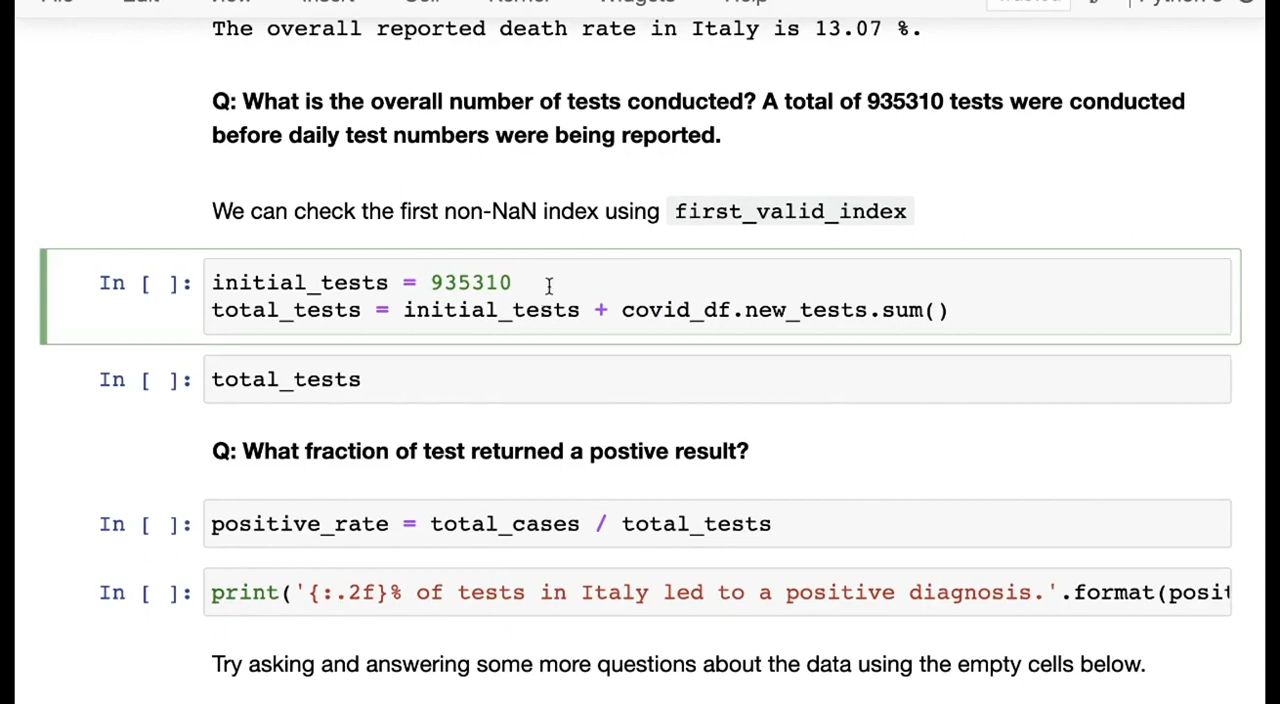 The overall reported death rate in Italy is 13.07 %.
Q: What is the overall number of tests conducted? A total of 935310 tests were conducted
before daily test numbers were being reported.
We can check the first non-NaN index using first_valid_index
In [ ]: initial_tests = 935310
total_tests = initial_tests + covid_df.new_tests.sum()
In [ ]: total_tests
Q: What fraction of test returned a postive result?
In [ ]: positive_rate = total_cases / total_tests
In [ ]: print('{:.2f}% of tests in Italy led to a positive diagnosis.'.format(posit
Try asking and answering some more questions about the data using the empty cells below.